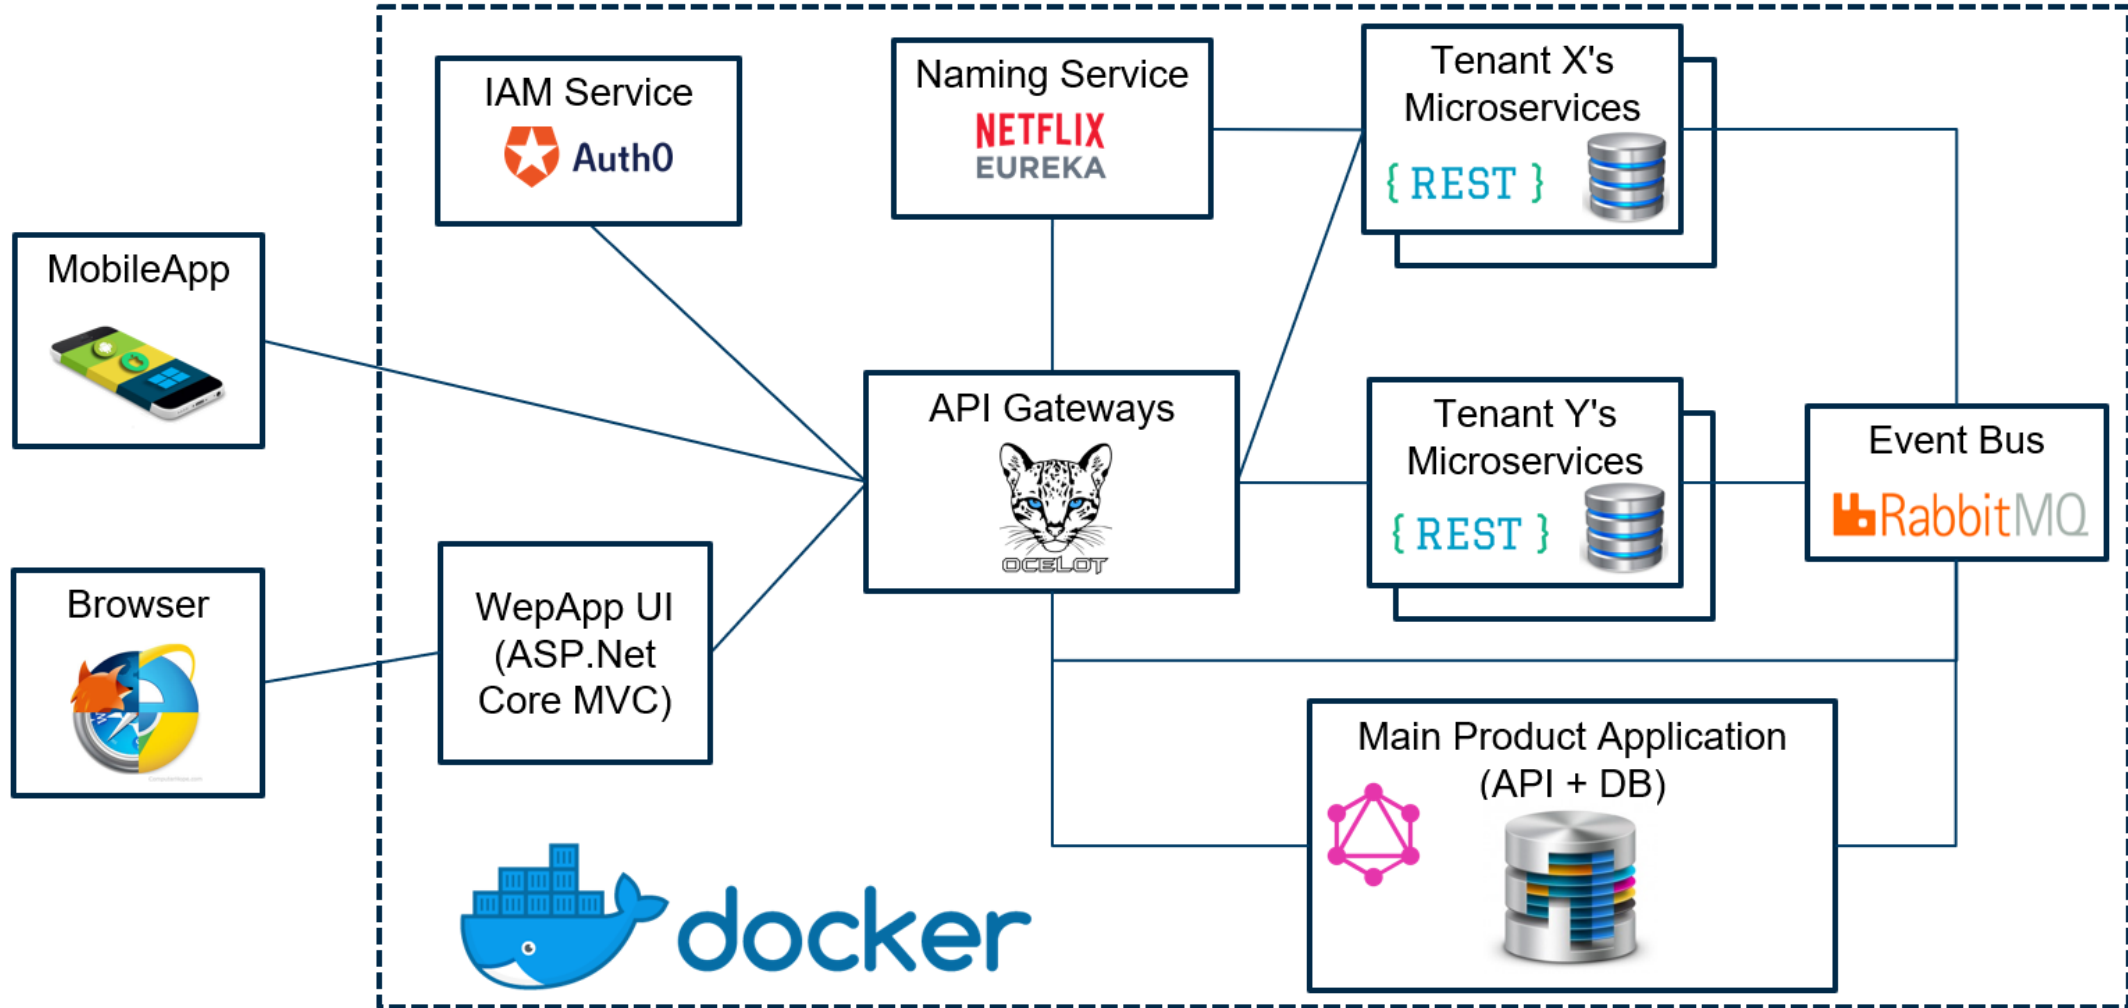 IAM Service
Auth0
Naming Service
NETFLIX
EUREKA
Tenant X's
Microservices
{ REST }
MobileApp
API Gateways
OCELOT
Tenant Y's
Microservices
{ REST }
Event Bus
RabbitMQ
Browser
WepApp UI
(ASP.Net
Core MVC)
Main Product Application
(API + DB)
docker